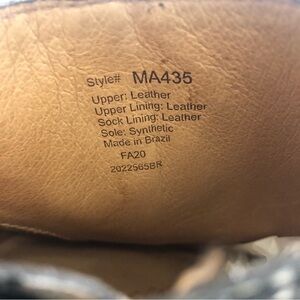 Style# MA435
Upper: Leather
Upper Lining: Leather
Sock Lining: Leather
Sole: Synthetic
Made in Brazil
FA20
2022565BR